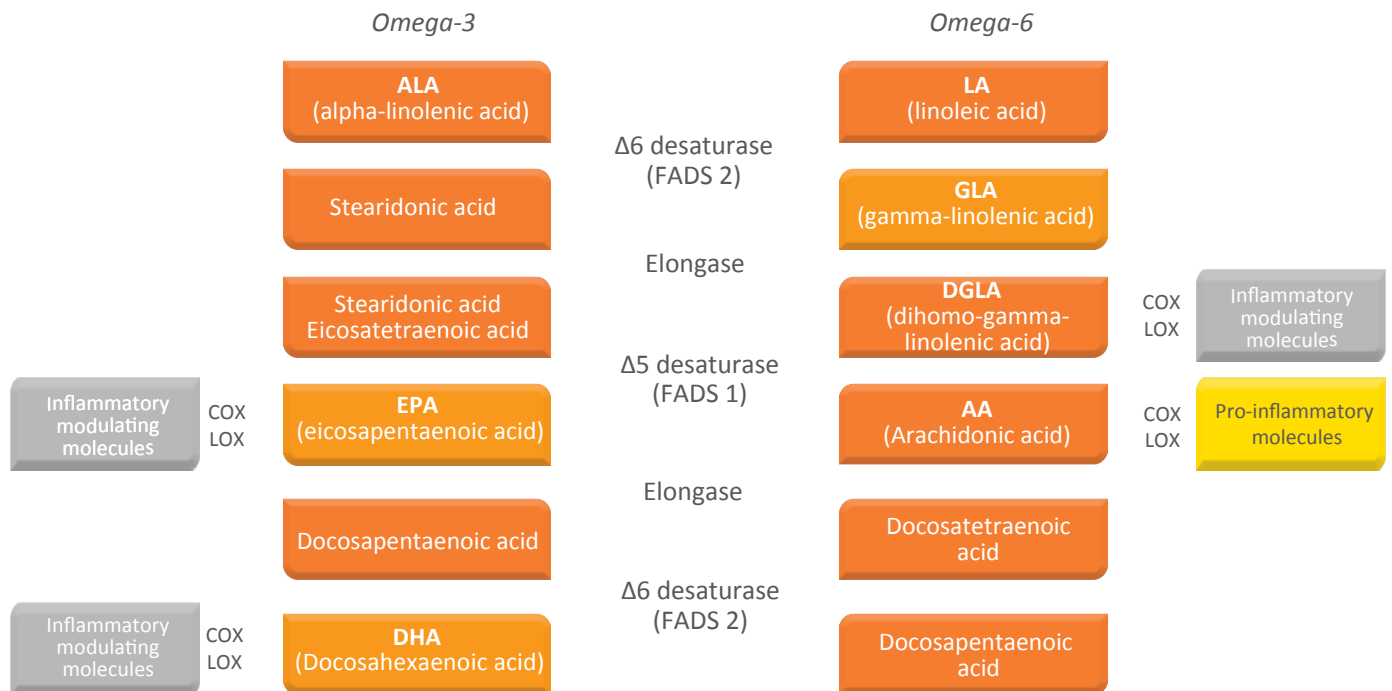 Omega-3
Omega-6
ALA
(alpha-linolenic acid)
LA
(linoleic acid)
Δ6 desaturase
(FADS 2)
Stearidonic acid
GLA
(gamma-linolenic acid)
Elongase
Stearidonic acid
Eicosatetraenoic acid
DGLA
(dihomo-gamma-
linolenic acid)
COX
LOX
Inflammatory
modulating
molecules
Δ5 desaturase
(FADS 1)
Inflammatory
modulating
molecules
COX
LOX
EPA
(eicosapentaenoic acid)
AA
(Arachidonic acid)
COX
LOX
Pro-inflammatory
molecules
Elongase
Docosapentaenoic acid
Docosatetraenoic
acid
Δ6 desaturase
(FADS 2)
Inflammatory
modulating
molecules
COX
LOX
DHA
(Docosahexaenoic acid)
Docosapentaenoic
acid